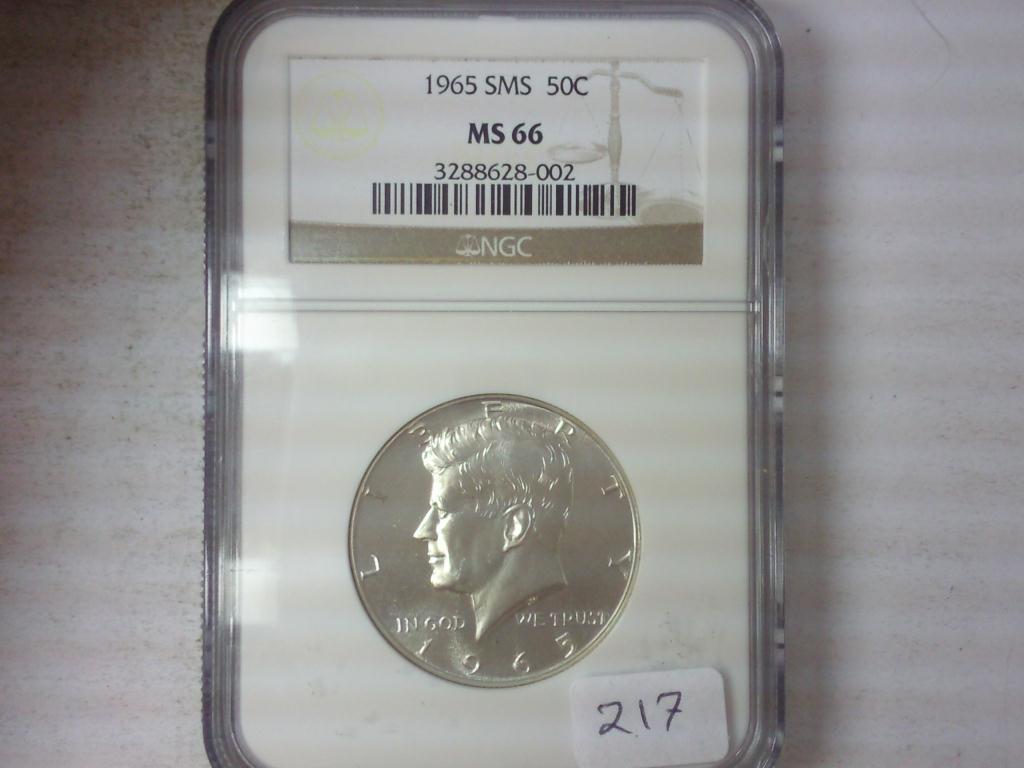 1965 SMS 50C
MS 66
3288628-002
NGC
LIBERTY
IN GOD WE TRUST
1965
217